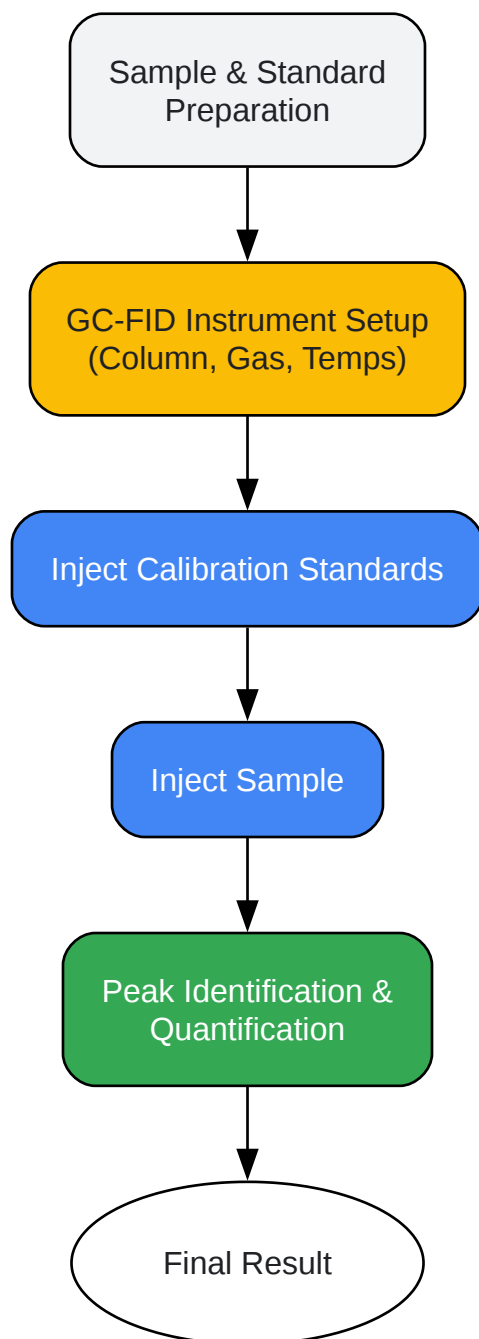 Sample & Standard
Preparation
GC-FID Instrument Setup
(Column, Gas, Temps)
Inject Calibration Standards
Inject Sample
Peak Identification &
Quantification
Final Result